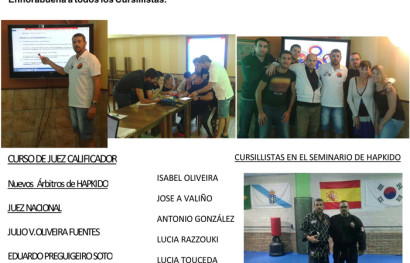 Enhorabuena a todos los Cursillistas.
CURSO DE JUEZ CALIFICADOR
Nuevos Árbitros de HAPKIDO
JUEZ NACIONAL
JULIO V.OLIVEIRA FUENTES
EDUARDO PREGUIGEIRO SOTO
ISABEL OLIVEIRA
JOSE A VALIÑO
ANTONIO GONZÁLEZ
LUCIA RAZZOUKI
LUCIA TOUCEDA
CURSILLISTAS EN EL SEMINARIO DE HAPKIDO